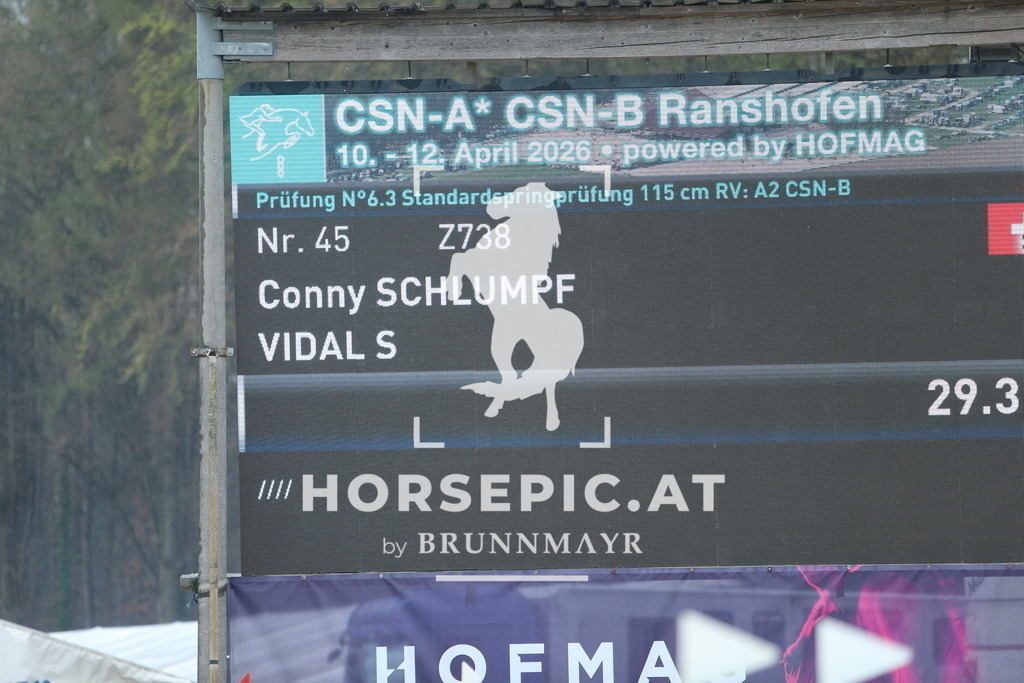 CSN-A* CSN-B Ranshofen
10. - 12. April 2026 • powered by HOFMAG
Prüfung N°6.3 Standardspringprüfung 115 cm RV: A2 CSN-B
Nr. 45 Z738
Conny SCHLUMPF
VIDAL S
29.3
//// HORSEPIC.AT
by BRUNNMAYR
HOFMAG